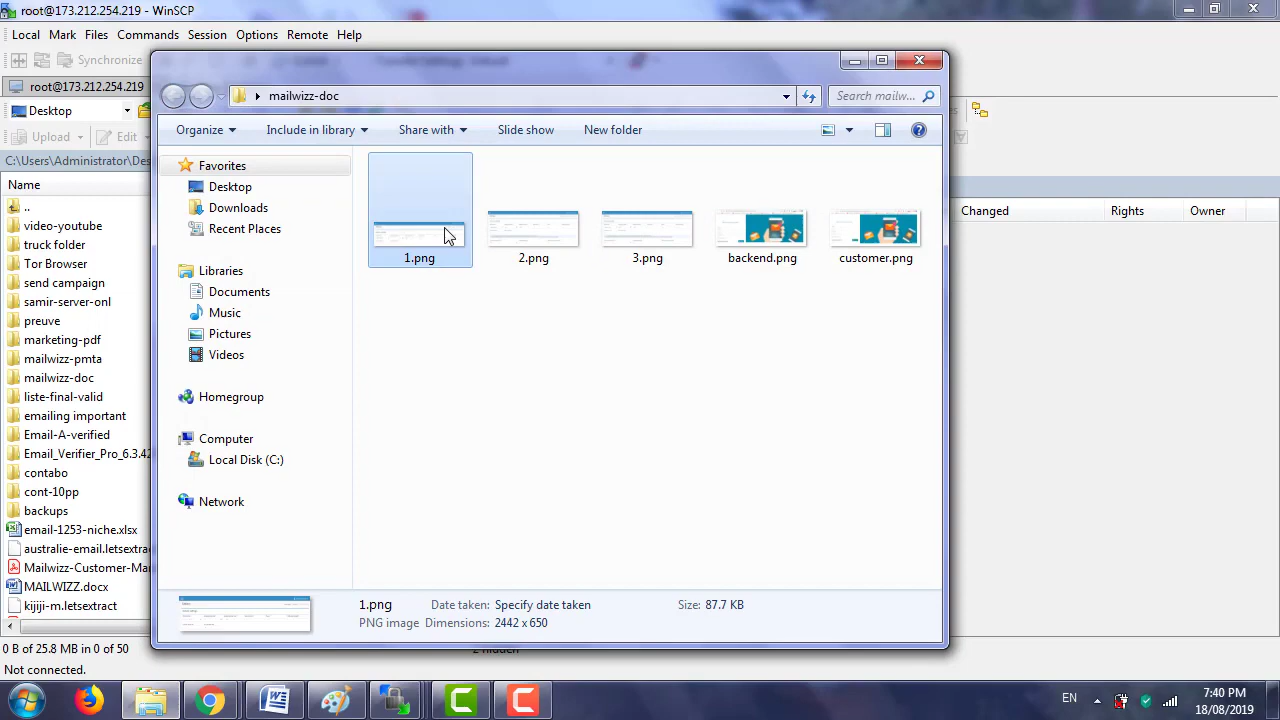 root@173.212.254.219 - WinSCP
Local Mark Files Commands Session Options Remote Help
Synchronize
root@173.212.254.219
mailwizz-doc
Search mailw...
Desktop
Organize Include in library Share with Slide show New folder
Upload Edit
C:\Users\Administrator\Des
Name
Changed Rights Owner
..
video-youtube
truck folder
Tor Browser
send campaign
samir-server-onl
preuve
marketing-pdf
mailwizz-pmta
mailwizz-doc
liste-final-valid
emailing important
Email-A-verified
Email_Verifier_Pro_6.3.42
contabo
cont-10pp
backups
email-1253-niche.xlsx
australie-email.letsextrac
Mailwizz-Customer-Mar
MAILWIZZ.docx
kijiji-m.letsextract
Favorites
Desktop
Downloads
Recent Places
Libraries
Documents
Music
Pictures
Videos
Homegroup
Computer
Local Disk (C:)
Network
1.png 2.png 3.png backend.png customer.png
1.png Date taken: Specify date taken Size: 87.7 KB
PNG image Dimensions: 2442 x 650
0 B of 25.8 MB in 0 of 50
2 hidden
Not connected.
EN
7:40 PM
18/08/2019